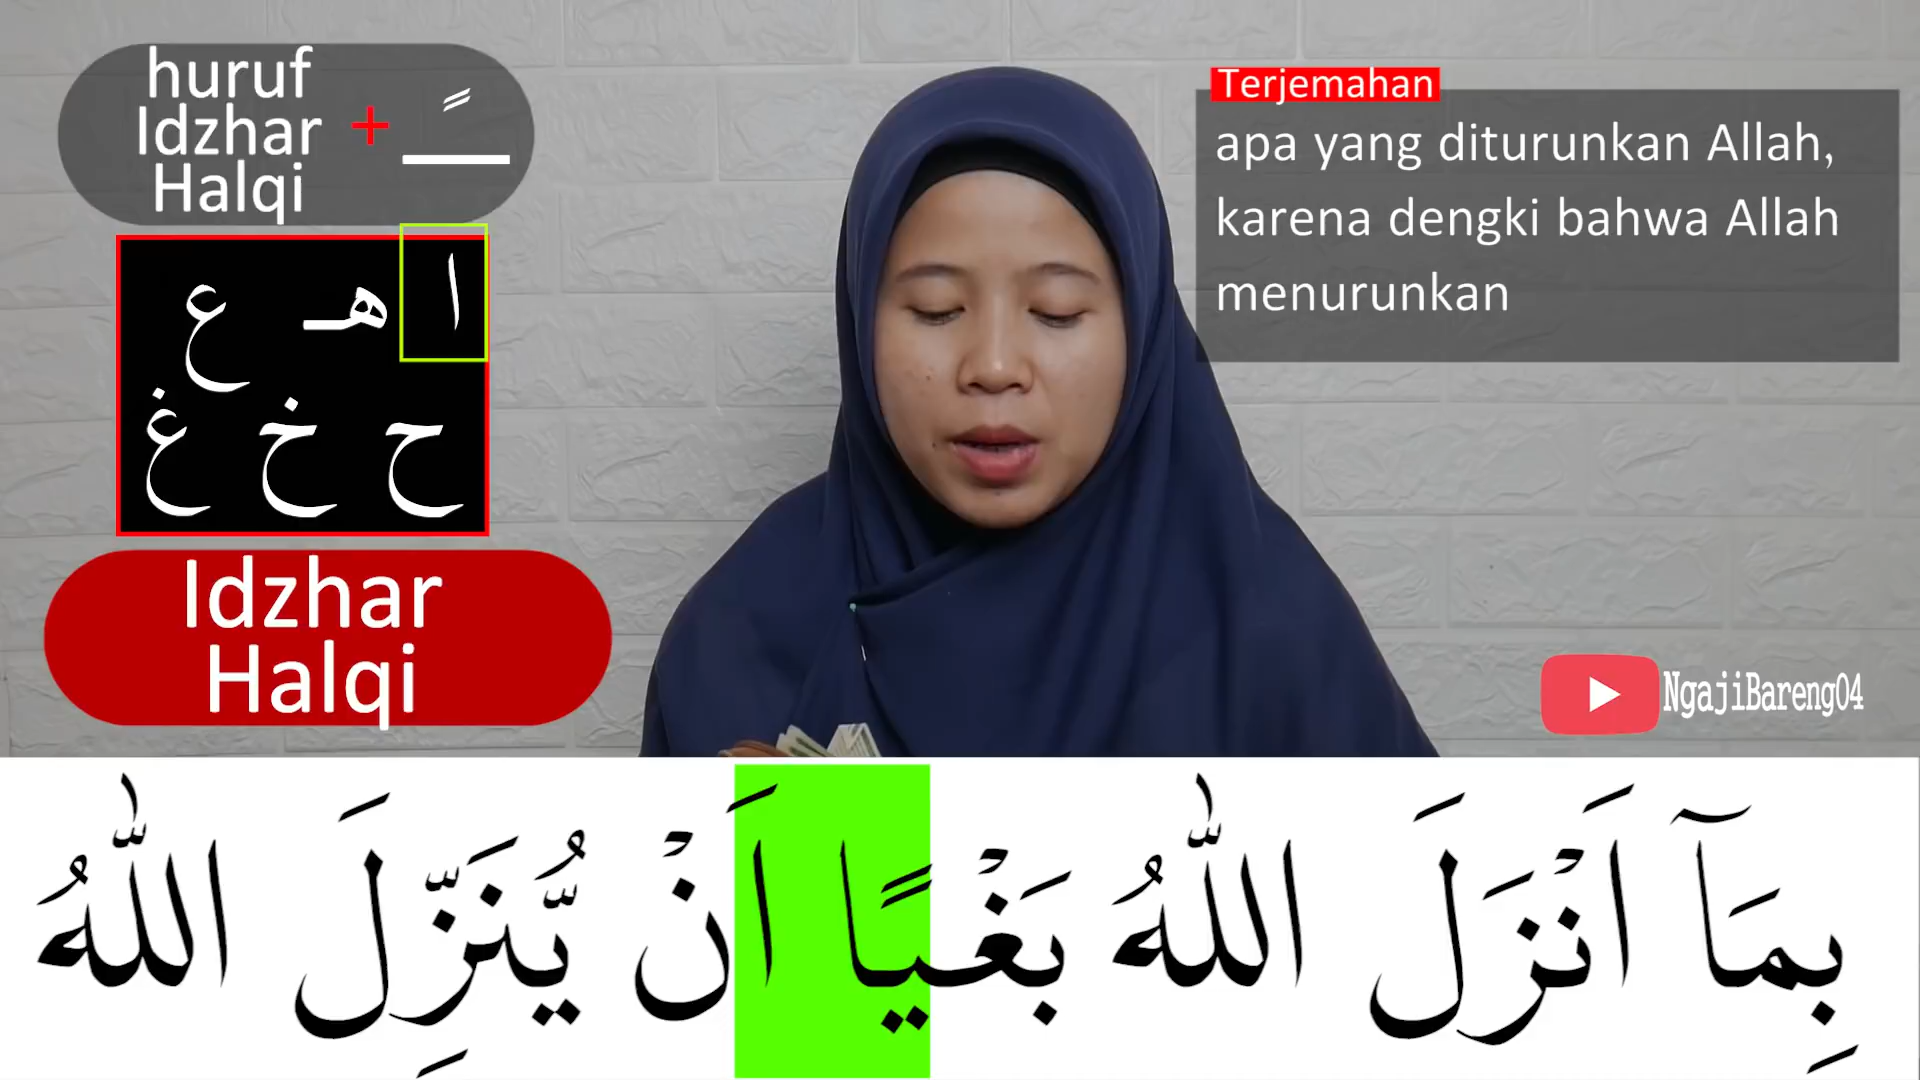 huruf
Idzhar
Halqi
+ ـً
ا هـ ع
ح خ غ
Idzhar
Halqi
Terjemahan
apa yang diturunkan Allah,
karena dengki bahwa Allah
menurunkan
NgajiBareng04
بِمَآ اَنْزَلَ اللّٰهُ بَغْيًا اَنْ يُّنَزِّلَ اللّٰهُ